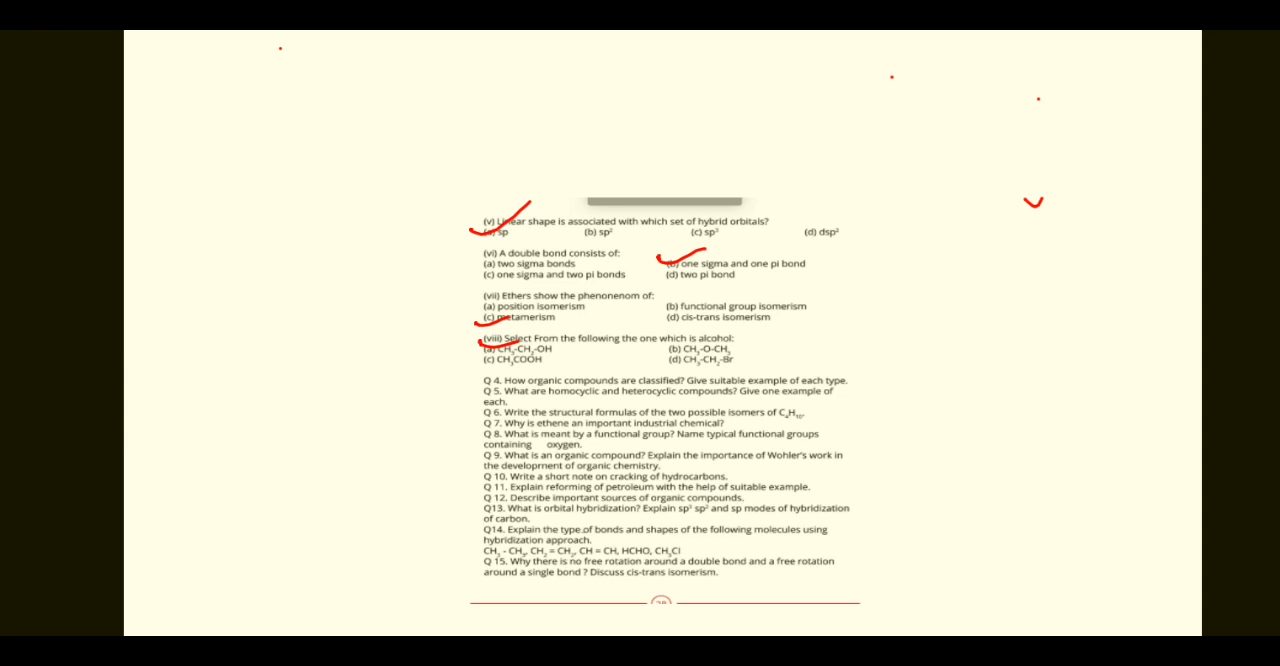 (v) Linear shape is associated with which set of hybrid orbitals?
(a) sp (b) sp² (c) sp³ (d) dsp²
(vi) A double bond consists of:
(a) two sigma bonds (b) one sigma and one pi bond
(c) one sigma and two pi bonds (d) two pi bond
(vii) Ethers show the phenonenom of:
(a) position isomerism (b) functional group isomerism
(c) metamerism (d) cis-trans isomerism
(viii) Select From the following the one which is alcohol:
(a) CH₃-CH₂-OH (b) CH₃-O-CH₃
(c) CH₃COOH (d) CH₃-CH₂-Br
Q 4. How organic compounds are classified? Give suitable example of each type.
Q 5. What are homocyclic and heterocyclic compounds? Give one example of
each.
Q 6. Write the structural formulas of the two possible isomers of C₄H₁₀.
Q 7. Why is ethene an important industrial chemical?
Q 8. What is meant by a functional group? Name typical functional groups
containing oxygen.
Q 9. What is an organic compound? Explain the importance of Wohler's work in
the development of organic chemistry.
Q 10. Write a short note on cracking of hydrocarbons.
Q 11. Explain reforming of petroleum with the help of suitable example.
Q 12. Describe important sources of organic compounds.
Q13. What is orbital hybridization? Explain sp³ sp² and sp modes of hybridization
of carbon.
Q14. Explain the type.of bonds and shapes of the following molecules using
hybridization approach.
CH₃ - CH₃, CH₂ = CH₂, CH = CH, HCHO, CH₃Cl
Q 15. Why there is no free rotation around a double bond and a free rotation
around a single bond ? Discuss cis-trans isomerism.